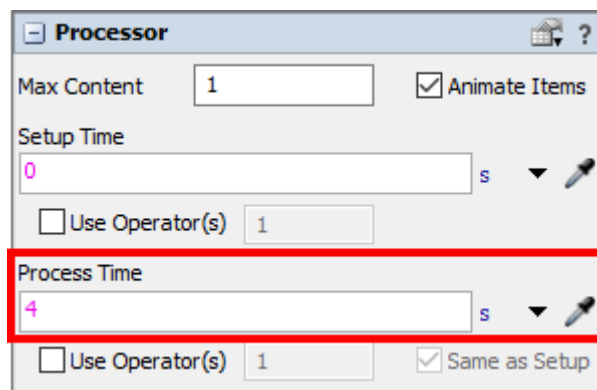 Processor ?
Max Content 1 Animate Items
Setup Time
0 s
Use Operator(s) 1
Process Time
4 s
Use Operator(s) 1 Same as Setup